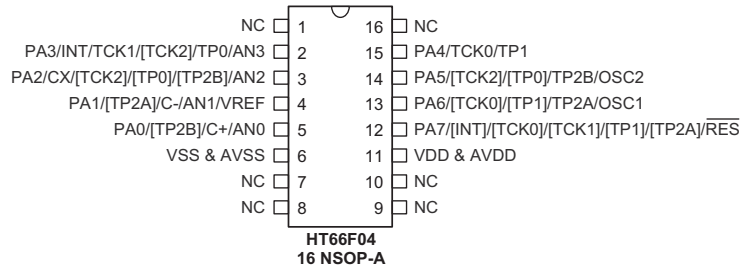 NC 1 16 NC
PA3/INT/TCK1/[TCK2]/TP0/AN3 2 15 PA4/TCK0/TP1
PA2/CX/[TCK2]/[TP0]/[TP2B]/AN2 3 14 PA5/[TCK2]/[TP0]/TP2B/OSC2
PA1/[TP2A]/C-/AN1/VREF 4 13 PA6/[TCK0]/[TP1]/TP2A/OSC1
PA0/[TP2B]/C+/AN0 5 12 PA7/[INT]/[TCK0]/[TCK1]/[TP1]/[TP2A]/RES
VSS & AVSS 6 11 VDD & AVDD
NC 7 10 NC
NC 8 9 NC
HT66F04
16 NSOP-A